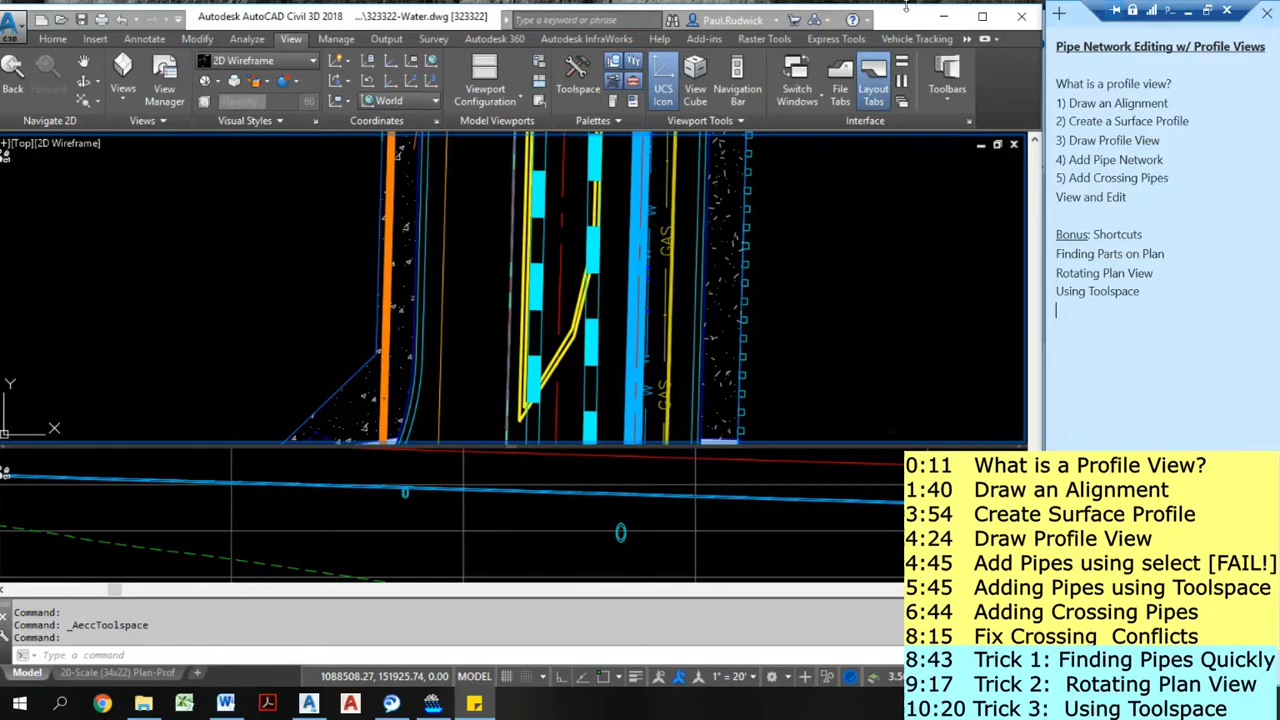 Autodesk AutoCAD Civil 3D 2018 ...\323322-Water.dwg [323322]
Type a keyword or phrase
Paul.Rudwick
C3D
Home Insert Annotate Modify Analyze View Manage Output Survey Autodesk 360 Autodesk InfraWorks Help Add-ins Raster Tools Express Tools Vehicle Tracking
2D Wireframe
Opacity 60
World
Back Forward
Views
View Manager
Viewport Configuration
Toolspace
UCS Icon
View Cube
Navigation Bar
Switch Windows
File Tabs
Layout Tabs
Toolbars
Navigate 2D Views Visual Styles Coordinates Model Viewports Palettes Viewport Tools Interface
+][Top][2D Wireframe]
W
GAS
W
GAS
Y
X
Command:
Command: _AeccToolspace
Command:
Type a command
Model 20-Scale (34x22) Plan-Prof +
1088508.27, 151925.74, 0.00 MODEL
1" = 20'
3.5
Pipe Network Editing w/ Profile Views
What is a profile view?
1) Draw an Alignment
2) Create a Surface Profile
3) Draw Profile View
4) Add Pipe Network
5) Add Crossing Pipes
View and Edit
Bonus: Shortcuts
Finding Parts on Plan
Rotating Plan View
Using Toolspace
0:11 What is a Profile View?
1:40 Draw an Alignment
3:54 Create Surface Profile
4:24 Draw Profile View
4:45 Add Pipes using select [FAIL!]
5:45 Adding Pipes using Toolspace
6:44 Adding Crossing Pipes
8:15 Fix Crossing Conflicts
8:43 Trick 1: Finding Pipes Quickly
9:17 Trick 2: Rotating Plan View
10:20 Trick 3: Using Toolspace